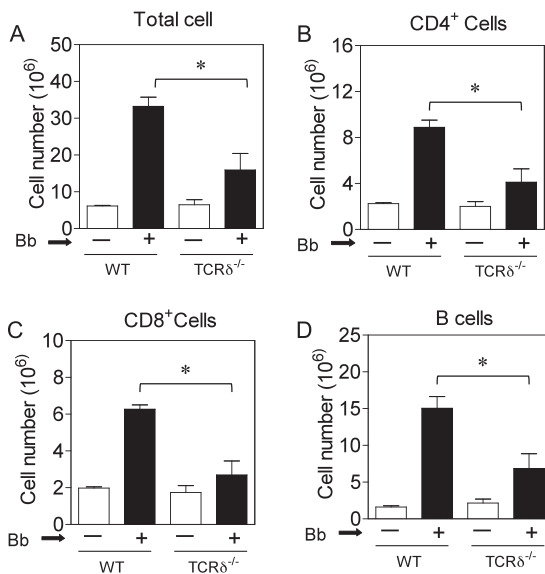 A
Total cell
Cell number (10⁶)
50
40
30
20
10
0
*
Bb
— + — +
WT TCRδ⁻/⁻
B
CD4⁺ Cells
Cell number (10⁶)
16
12
8
4
0
*
Bb
— + — +
WT TCRδ⁻/⁻
C
CD8⁺Cells
Cell number (10⁶)
6
6
4
2
0
*
Bb
— + — +
WT TCRδ⁻/⁻
D
B cells
Cell number (10⁶)
25
20
15
10
5
0
*
Bb
— + — +
WT TCRδ⁻/⁻